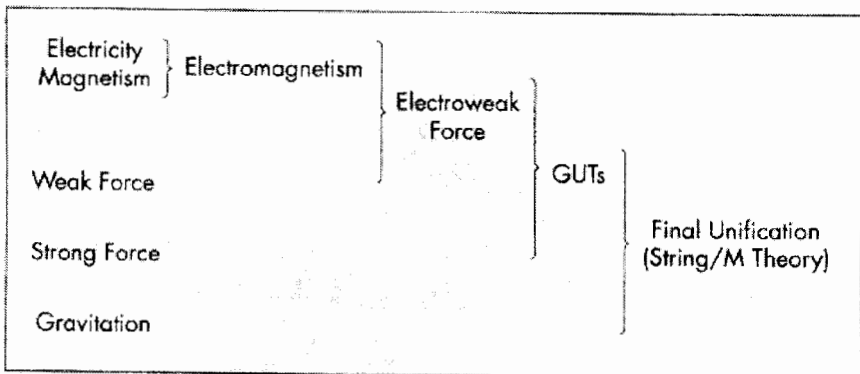 Electricity
Magnetism
Electromagnetism
Electroweak
Force
Weak Force
GUTs
Strong Force
Final Unification
(String/M Theory)
Gravitation